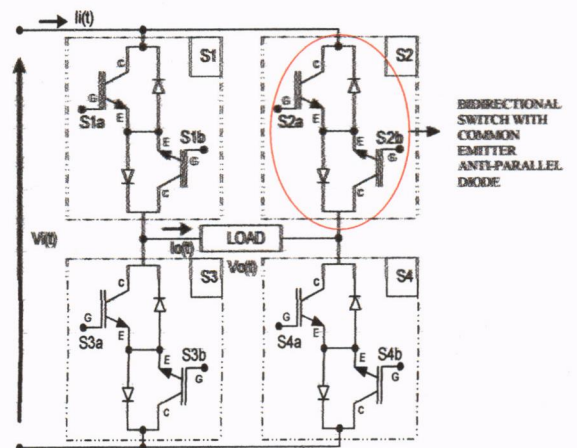 Ii(t)
S1
S2
C
C
G
S1a
E
G
S2a
E
E
S1b
G
E
S2b
G
C
C
BIDIRECTIONAL
SWITCH WITH
COMMON
EMITTER
ANTI-PARALLEL
DIODE
Vi(t)
Io(t)
LOAD
Vo(t)
S3
S4
C
C
G
S3a
E
G
S4a
E
E
S3b
G
E
S4b
G
C
C